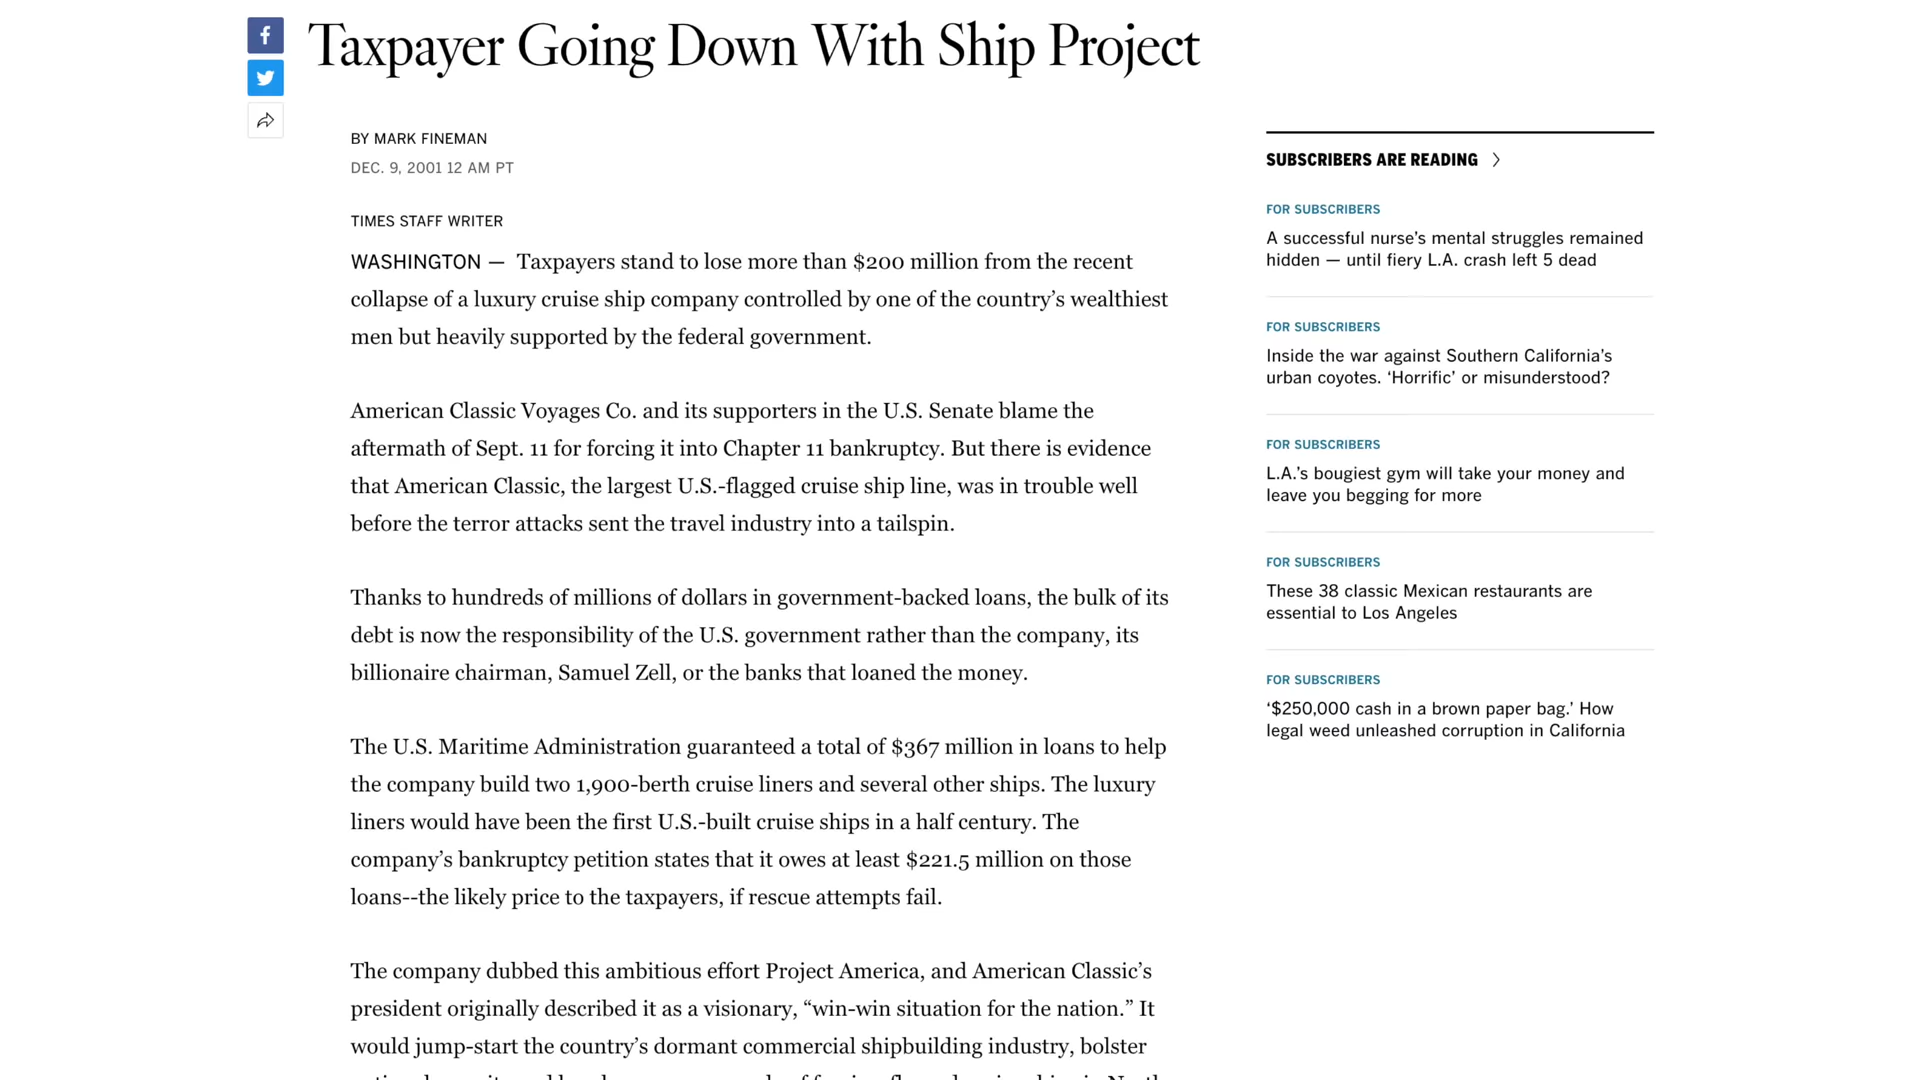 Taxpayer Going Down With Ship Project
BY MARK FINEMAN
DEC. 9, 2001 12 AM PT
TIMES STAFF WRITER
WASHINGTON — Taxpayers stand to lose more than $200 million from the recent
collapse of a luxury cruise ship company controlled by one of the country’s wealthiest
men but heavily supported by the federal government.
American Classic Voyages Co. and its supporters in the U.S. Senate blame the
aftermath of Sept. 11 for forcing it into Chapter 11 bankruptcy. But there is evidence
that American Classic, the largest U.S.-flagged cruise ship line, was in trouble well
before the terror attacks sent the travel industry into a tailspin.
Thanks to hundreds of millions of dollars in government-backed loans, the bulk of its
debt is now the responsibility of the U.S. government rather than the company, its
billionaire chairman, Samuel Zell, or the banks that loaned the money.
The U.S. Maritime Administration guaranteed a total of $367 million in loans to help
the company build two 1,900-berth cruise liners and several other ships. The luxury
liners would have been the first U.S.-built cruise ships in a half century. The
company’s bankruptcy petition states that it owes at least $221.5 million on those
loans--the likely price to the taxpayers, if rescue attempts fail.
The company dubbed this ambitious effort Project America, and American Classic’s
president originally described it as a visionary, “win-win situation for the nation.” It
would jump-start the country’s dormant commercial shipbuilding industry, bolster
SUBSCRIBERS ARE READING
FOR SUBSCRIBERS
A successful nurse’s mental struggles remained
hidden — until fiery L.A. crash left 5 dead
FOR SUBSCRIBERS
Inside the war against Southern California’s
urban coyotes. ‘Horrific’ or misunderstood?
FOR SUBSCRIBERS
L.A.’s bougiest gym will take your money and
leave you begging for more
FOR SUBSCRIBERS
These 38 classic Mexican restaurants are
essential to Los Angeles
FOR SUBSCRIBERS
‘$250,000 cash in a brown paper bag.’ How
legal weed unleashed corruption in California